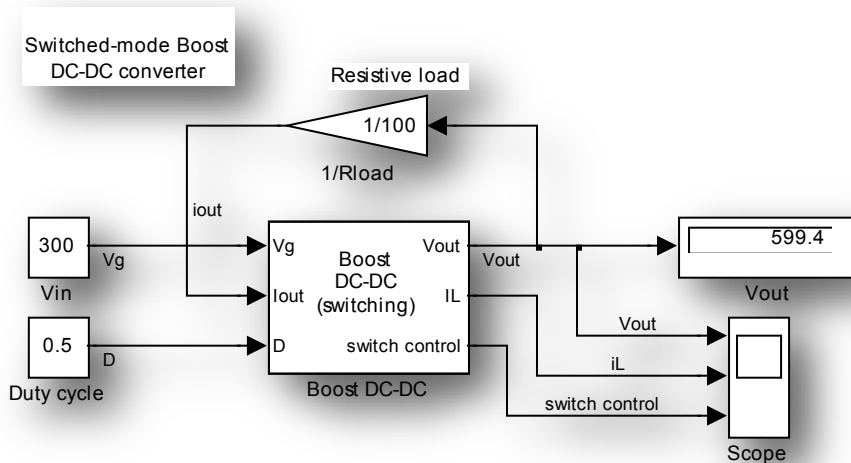 Switched-mode Boost
DC-DC converter
Resistive load
1/100
1/Rload
iout
300
Vg
Vin
0.5
D
Duty cycle
Vg
Iout
D
Boost
DC-DC
(switching)
Vout
IL
switch control
Boost DC-DC
Vout
599.4
Vout
Vout
iL
switch control
Scope